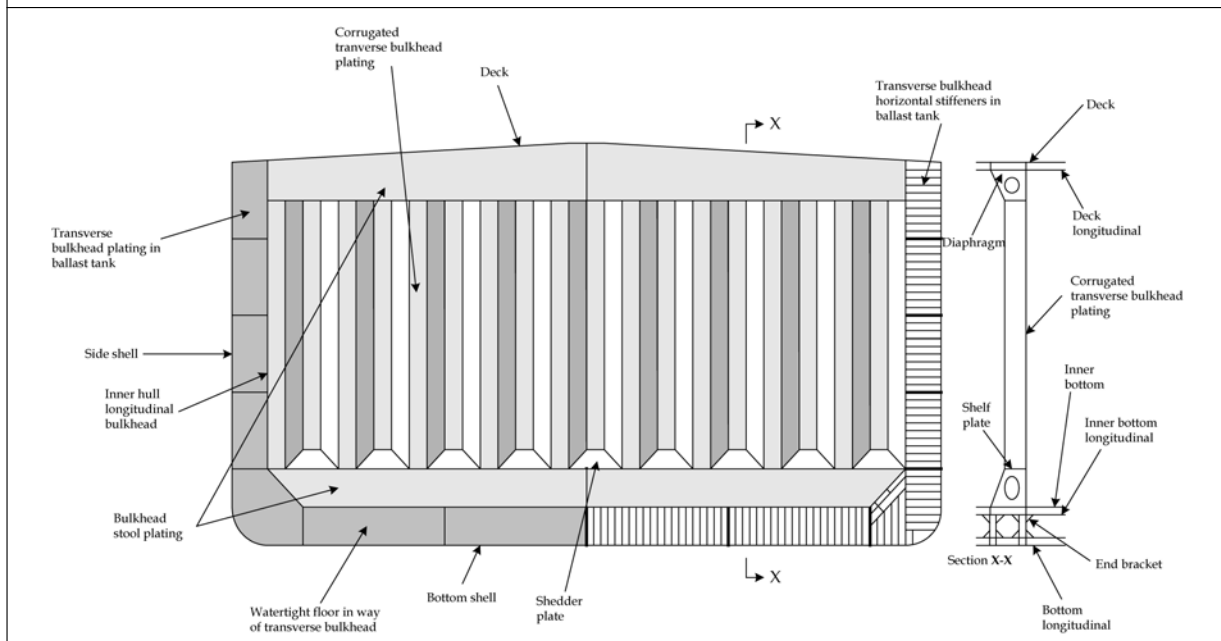 Corrugated
tranverse bulkhead
plating
Deck
X
Transverse bulkhead
horizontal stiffeners in
ballast tank
Deck
Transverse
bulkhead plating in
ballast tank
Diaphragm
Deck
longitudinal
Corrugated
transverse bulkhead
plating
Side shell
Inner hull
longitudinal
bulkhead
Inner
bottom
Shelf
plate
Inner bottom
longitudinal
Bulkhead
stool plating
Watertight floor in way
of transverse bulkhead
Bottom shell
Shedder
plate
X
Section X-X
End bracket
Bottom
longitudinal